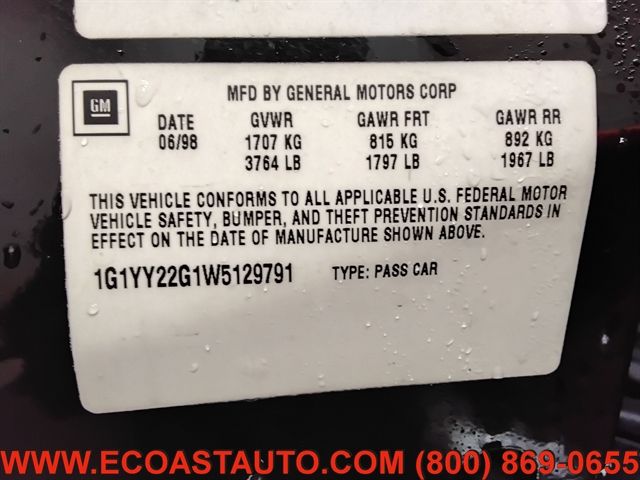 GM
MFD BY GENERAL MOTORS CORP
DATE GVWR GAWR FRT GAWR RR
06/98 1707 KG 815 KG 892 KG
3764 LB 1797 LB 1967 LB
THIS VEHICLE CONFORMS TO ALL APPLICABLE U.S. FEDERAL MOTOR
VEHICLE SAFETY, BUMPER, AND THEFT PREVENTION STANDARDS IN
EFFECT ON THE DATE OF MANUFACTURE SHOWN ABOVE.
1G1YY22G1W5129791 TYPE: PASS CAR
WWW.ECOASTAUTO.COM (800) 869-0655